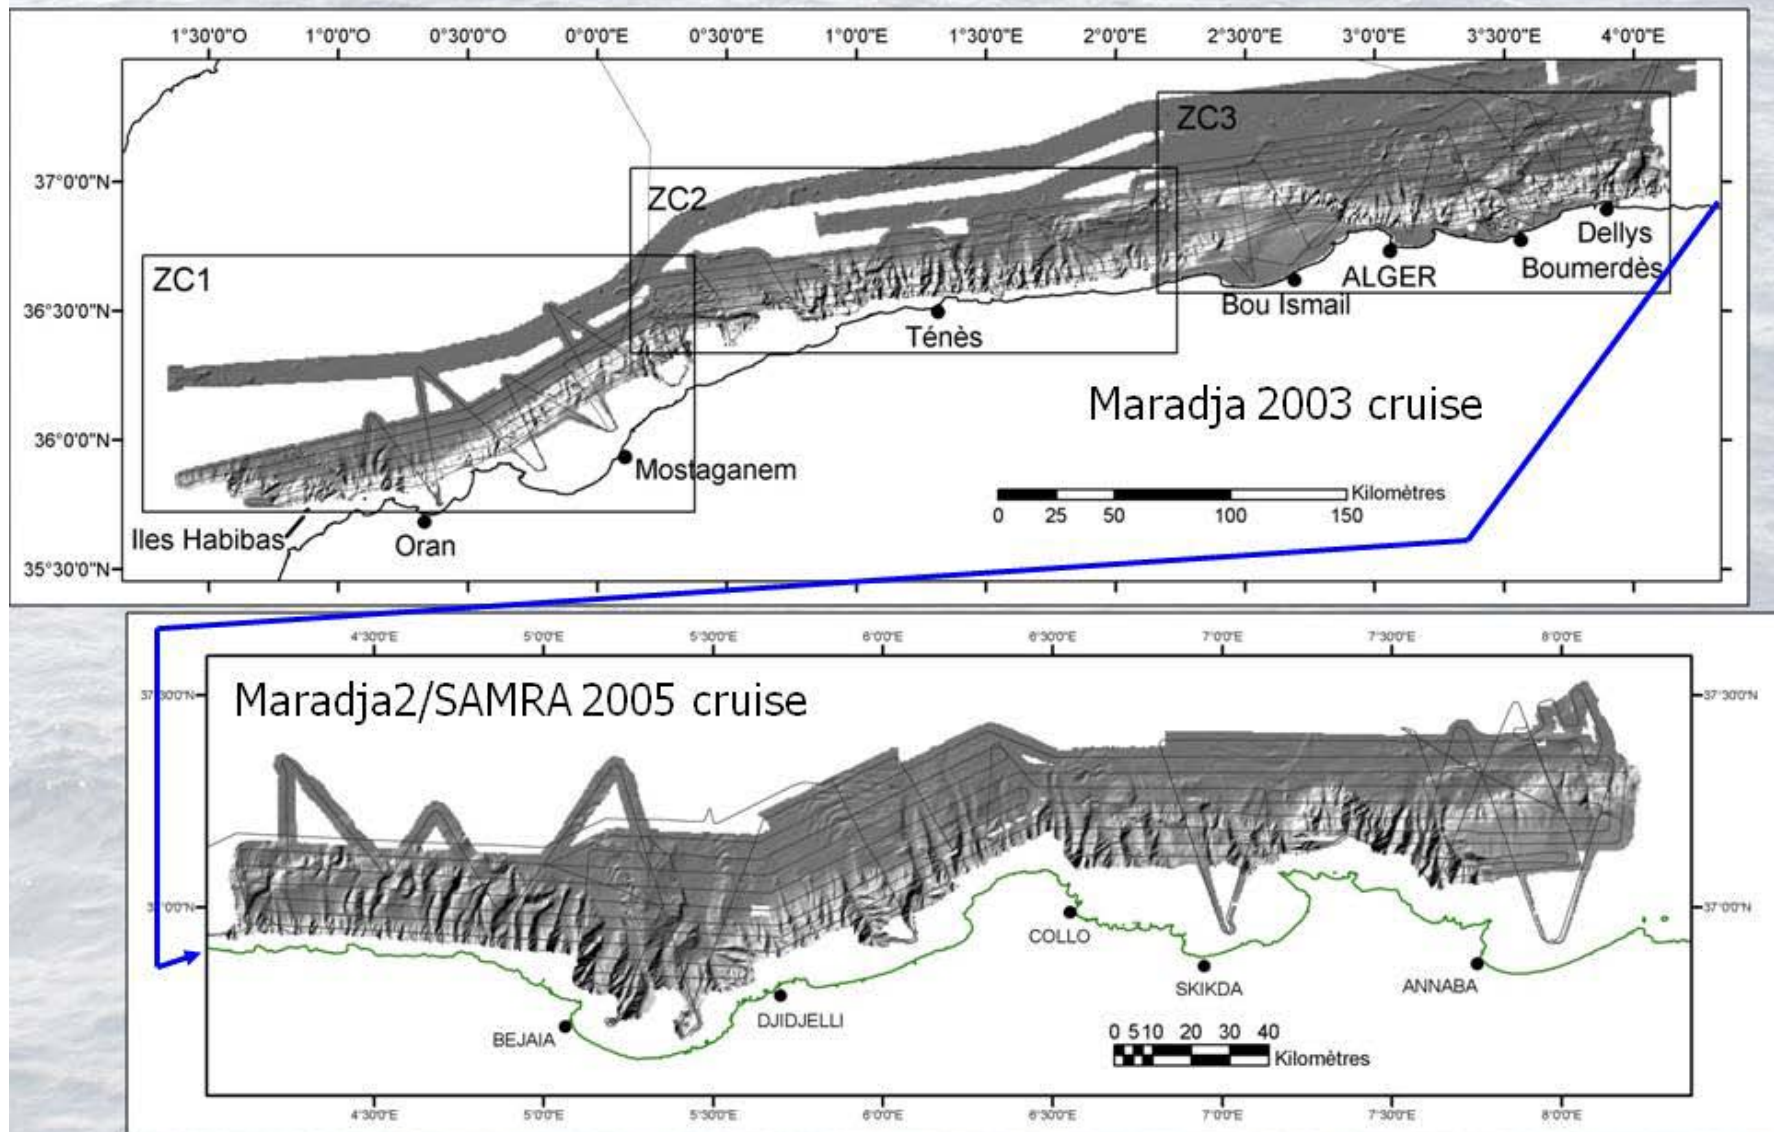 1°30'0"O 1°0'0"O 0°30'0"O 0°0'0"E 0°30'0"E 1°0'0"E 1°30'0"E 2°0'0"E 2°30'0"E 3°0'0"E 3°30'0"E 4°0'0"E
ZC3
37°0'0"N
ZC2
Dellys
ZC1
ALGER
Boumerdès
36°30'0"N
Bou Ismail
Ténès
Maradja 2003 cruise
36°0'0"N
Mostaganem
Kilomètres
0 25 50 100 150
Iles Habibas
Oran
35°30'0"N
4°30'0"E 5°0'0"E 5°30'0"E 6°0'0"E 6°30'0"E 7°0'0"E 7°30'0"E 8°0'0"E
37°30'0"N 37°30'0"N
Maradja2/SAMRA 2005 cruise
37°0'0"N 37°0'0"N
COLLO
SKIKDA
ANNABA
DJIDJELLI
BEJAIA
0 5 10 20 30 40
Kilomètres
4°30'0"E 5°0'0"E 5°30'0"E 6°0'0"E 6°30'0"E 7°0'0"E 7°30'0"E 8°0'0"E